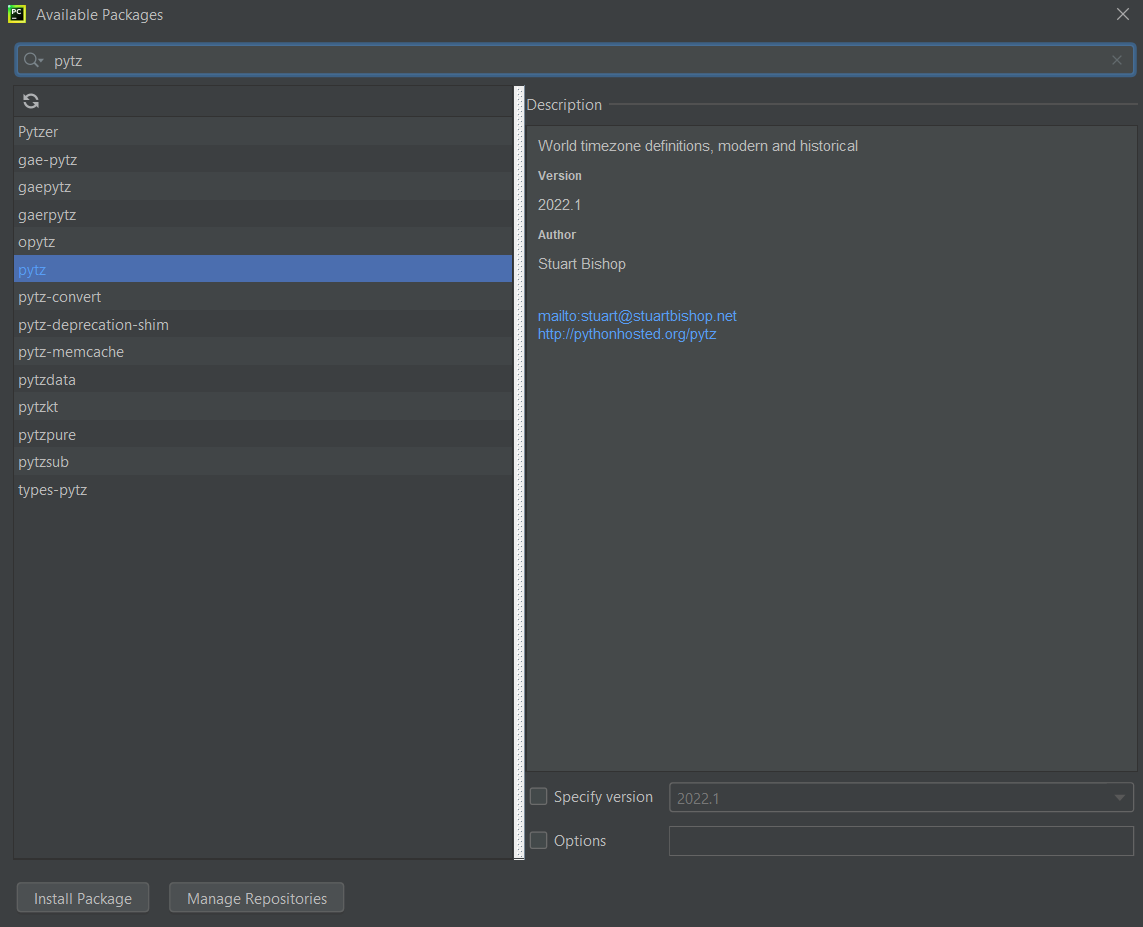 PC
Available Packages
pytz
Pytzer
gae-pytz
gaepytz
gaerpytz
opytz
pytz
pytz-convert
pytz-deprecation-shim
pytz-memcache
pytzdata
pytzkt
pytzpure
pytzsub
types-pytz
Description
World timezone definitions, modern and historical
Version
2022.1
Author
Stuart Bishop
mailto:stuart@stuartbishop.net
http://pythonhosted.org/pytz
Specify version 2022.1
Options
Install Package Manage Repositories